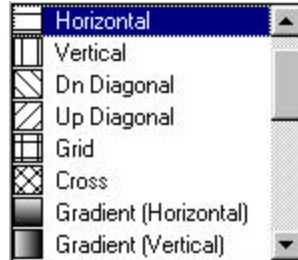 Horizontal
Vertical
Dn Diagonal
Up Diagonal
Grid
Cross
Gradient (Horizontal)
Gradient (Vertical)